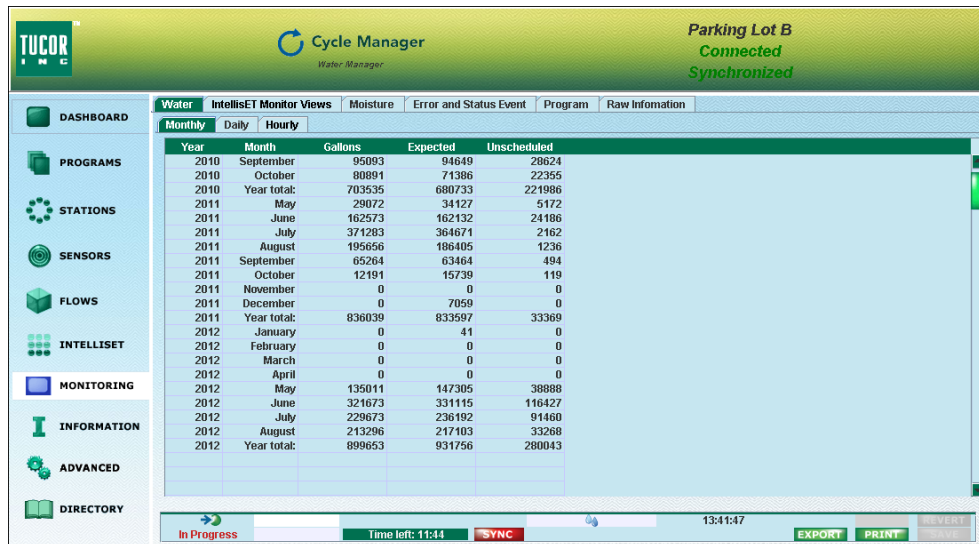 TUCOR
INC
Cycle Manager
Water Manager
Parking Lot B
Connected
Synchronized
DASHBOARD
PROGRAMS
STATIONS
SENSORS
FLOWS
INTELLISET
MONITORING
INFORMATION
ADVANCED
DIRECTORY
Water IntellisET Monitor Views Moisture Error and Status Event Program Raw Infomation
Monthly Daily Hourly
Year Month Gallons Expected Unscheduled
2010 September 95093 94649 28624
2010 October 80891 71386 22355
2010 Year total: 703535 680733 221986
2011 May 29072 34127 5172
2011 June 162573 162132 24186
2011 July 371283 364671 2162
2011 August 195656 186405 1236
2011 September 65264 63464 494
2011 October 12191 15739 119
2011 November 0 0 0
2011 December 0 7059 0
2011 Year total: 836039 833597 33369
2012 January 0 41 0
2012 February 0 0 0
2012 March 0 0 0
2012 April 0 0 0
2012 May 135011 147305 38888
2012 June 321673 331115 116427
2012 July 229673 236192 91460
2012 August 213296 217103 33268
2012 Year total: 899653 931756 280043
13:41:47 REVERT
In Progress Time left: 11:44 SYNC EXPORT PRINT SAVE